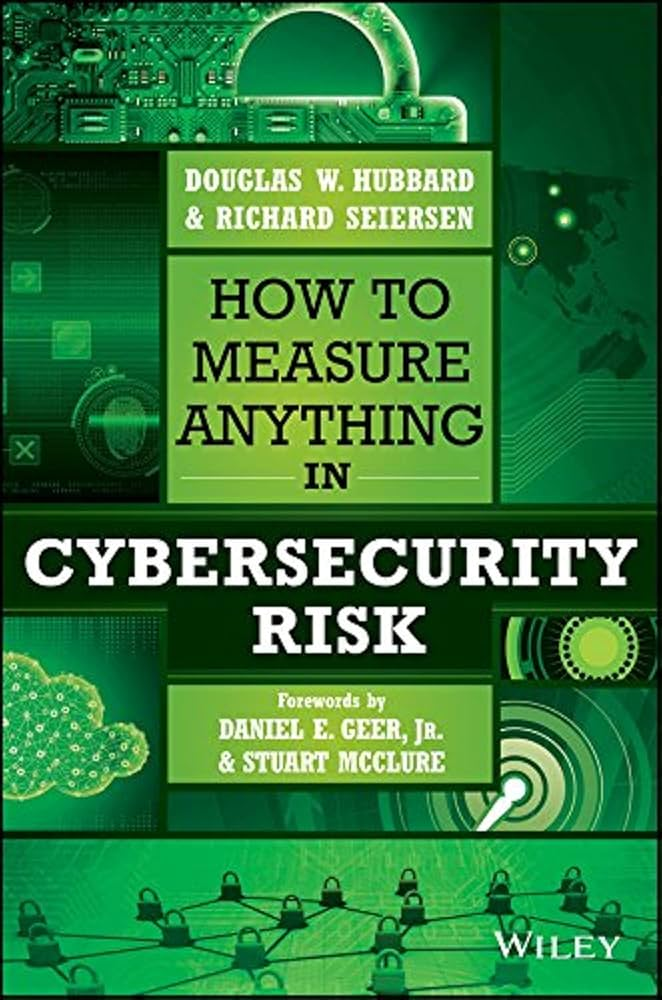 DOUGLAS W. HUBBARD
& RICHARD SEIERSEN
HOW TO
MEASURE
ANYTHING
IN
CYBERSECURITY
RISK
Forewords by
DANIEL E. GEER, JR.
& STUART MCCLURE
WILEY